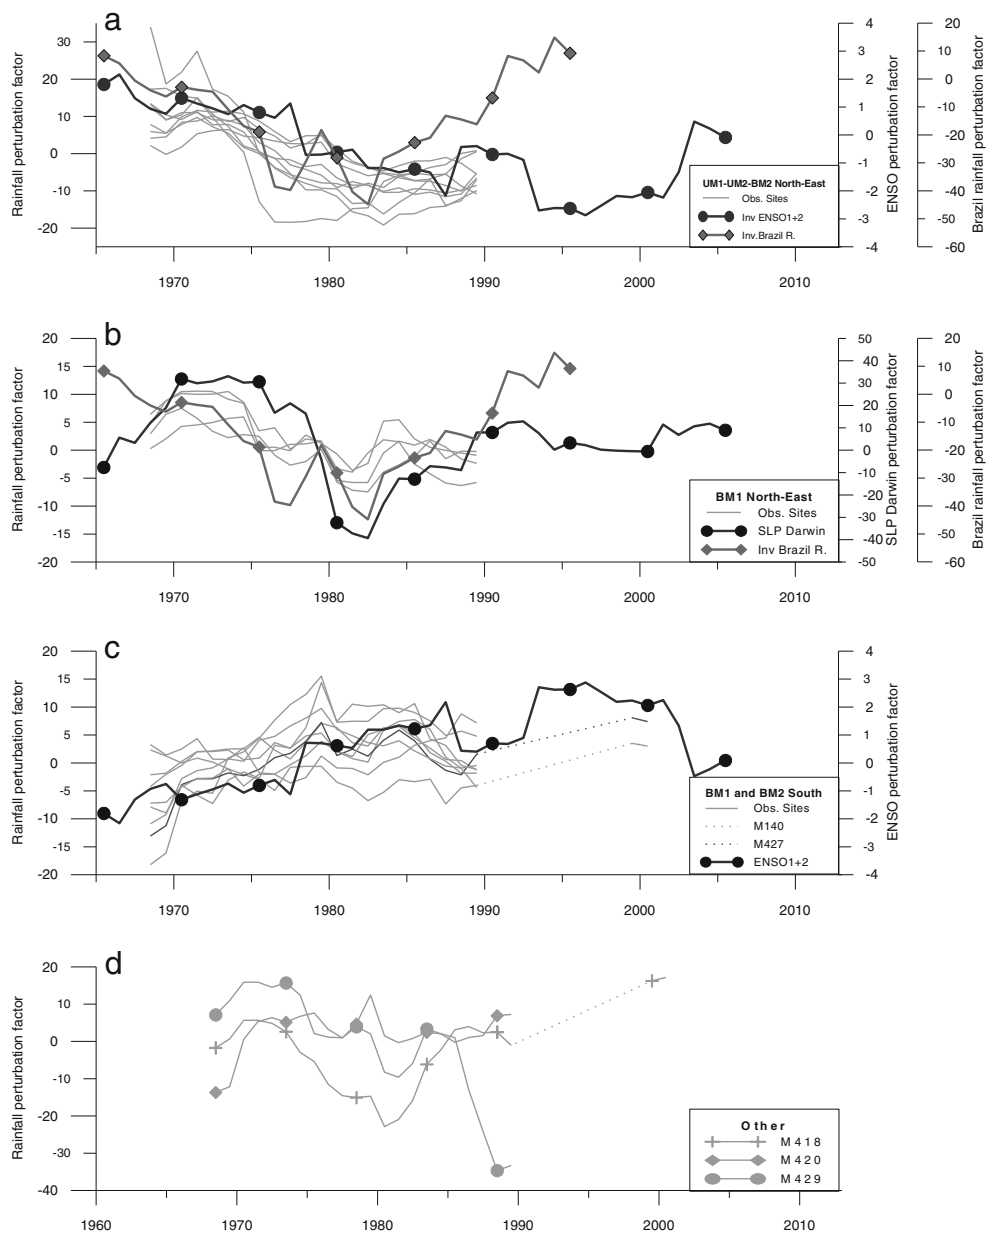 a
Rainfall perturbation factor
30
20
10
0
-10
-20
4
3
2
1
0
-1
-2
-3
-4
ENSO perturbation factor
20
10
0
-10
-20
-30
-40
-50
-60
Brazil rainfall perturbation factor
UM1-UM2-BM2 North-East
Obs. Sites
Inv ENSO1+2
Inv.Brazil R.
1970 1980 1990 2000 2010
b
Rainfall perturbation factor
20
15
10
5
0
-5
-10
-15
-20
50
40
30
20
10
0
-10
-20
-30
-40
-50
SLP Darwin perturbation factor
20
10
0
-10
-20
-30
-40
-50
-60
Brazil rainfall perturbation factor
BM1 North-East
Obs. Sites
SLP Darwin
Inv Brazil R.
1970 1980 1990 2000 2010
c
Rainfall perturbation factor
20
15
10
5
0
-5
-10
-15
-20
4
3
2
1
0
-1
-2
-3
-4
ENSO perturbation factor
BM1 and BM2 South
Obs. Sites
M140
M427
ENSO1+2
1970 1980 1990 2000 2010
d
Rainfall perturbation factor
20
10
0
-10
-20
-30
-40
Other
M418
M420
M429
1960 1970 1980 1990 2000 2010